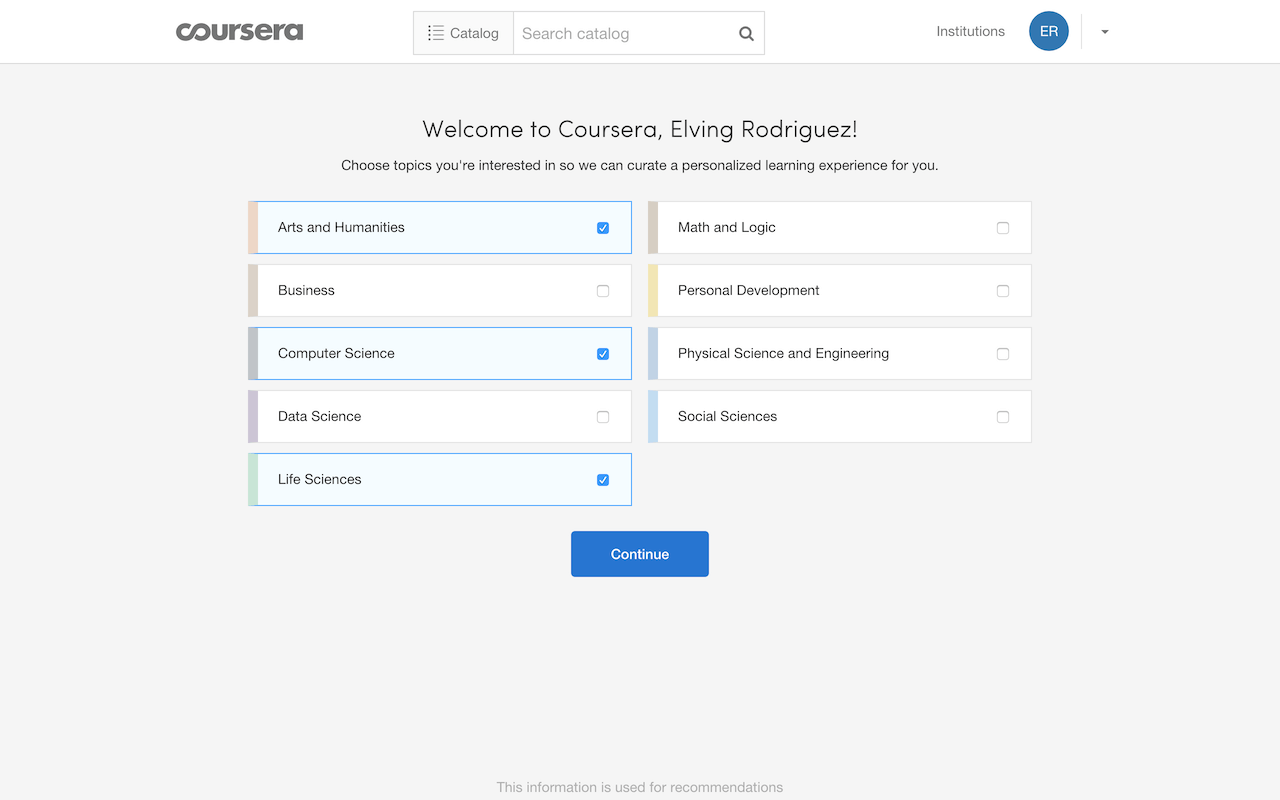 coursera
Catalog
Search catalog
Institutions
ER
Welcome to Coursera, Elving Rodriguez!
Choose topics you're interested in so we can curate a personalized learning experience for you.
Arts and Humanities
Math and Logic
Business
Personal Development
Computer Science
Physical Science and Engineering
Data Science
Social Sciences
Life Sciences
Continue
This information is used for recommendations